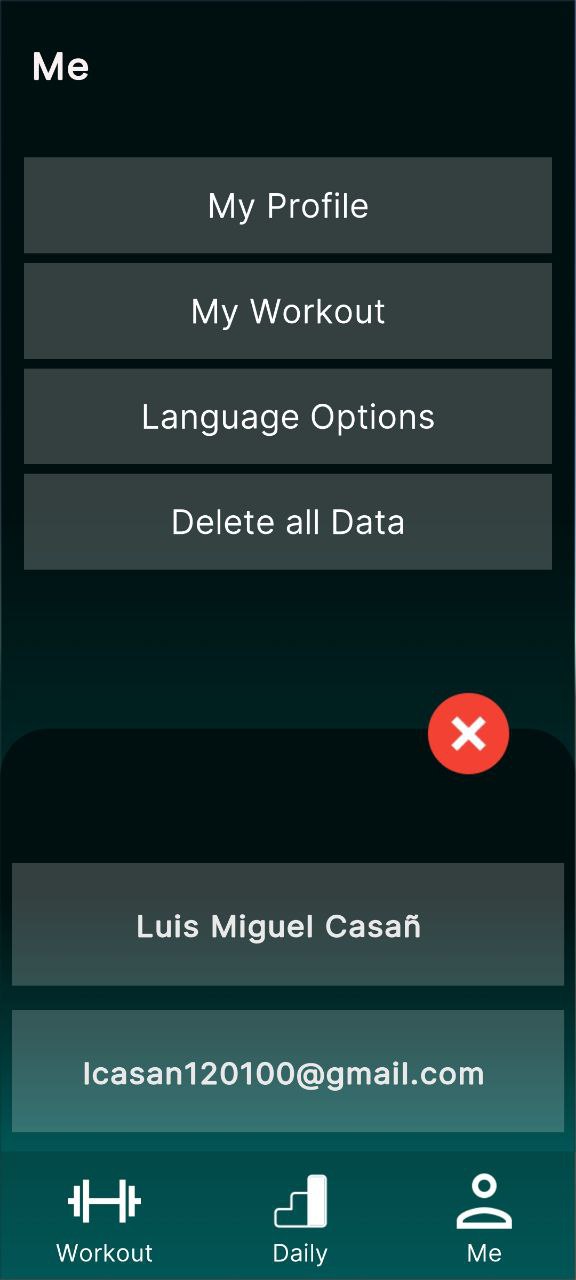 Me
My Profile
My Workout
Language Options
Delete all Data
Luis Miguel Casañ
lcasan120100@gmail.com
Workout
Daily
Me